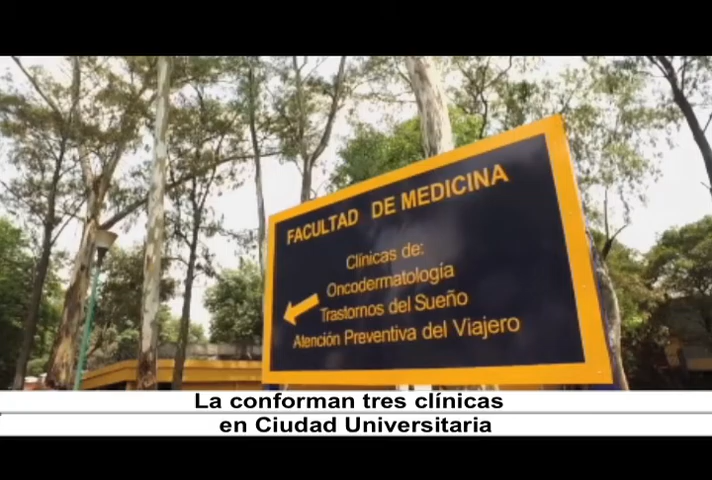 FACULTAD DE MEDICINA
Clínicas de:
Oncodermatología
Trastornos del Sueño
Atención Preventiva del Viajero
La conforman tres clínicas
en Ciudad Universitaria